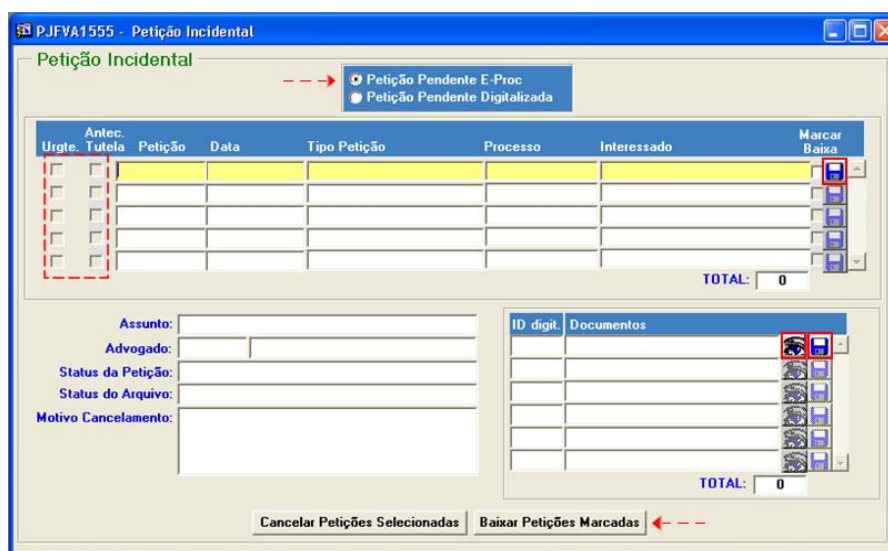 PJFVA1555 - Petição Incidental
Petição Incidental
Petição Pendente E-Proc
Petição Pendente Digitalizada
Urgte. Antec. Tutela Petição Data Tipo Petição Processo Interessado Marcar Baixa
TOTAL: 0
Assunto:
Advogado:
Status da Petição:
Status do Arquivo:
Motivo Cancelamento:
ID digit. Documentos
TOTAL: 0
Cancelar Petições Selecionadas Baixar Petições Marcadas